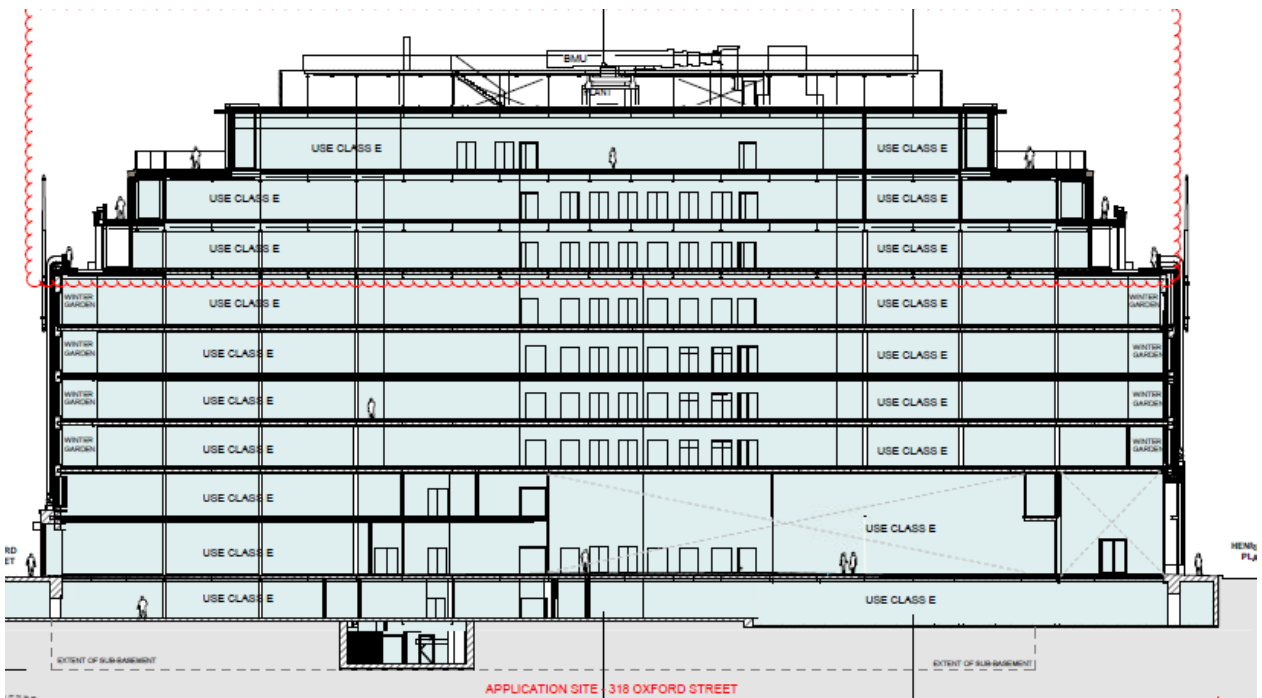 BMU
PLANT
USE CLASS E
USE CLASS E
USE CLASS E
USE CLASS E
USE CLASS E
USE CLASS E
WINTER
GARDEN
USE CLASS E
USE CLASS E
WINTER
GARDEN
WINTER
GARDEN
USE CLASS E
USE CLASS E
WINTER
GARDEN
WINTER
GARDEN
USE CLASS E
USE CLASS E
WINTER
GARDEN
WINTER
GARDEN
USE CLASS E
USE CLASS E
WINTER
GARDEN
USE CLASS E
USE CLASS E
USE CLASS E
USE CLASS E
USE CLASS E
EXTENT OF SUB-BASEMENT
EXTENT OF SUB-BASEMENT
APPLICATION SITE - 318 OXFORD STREET